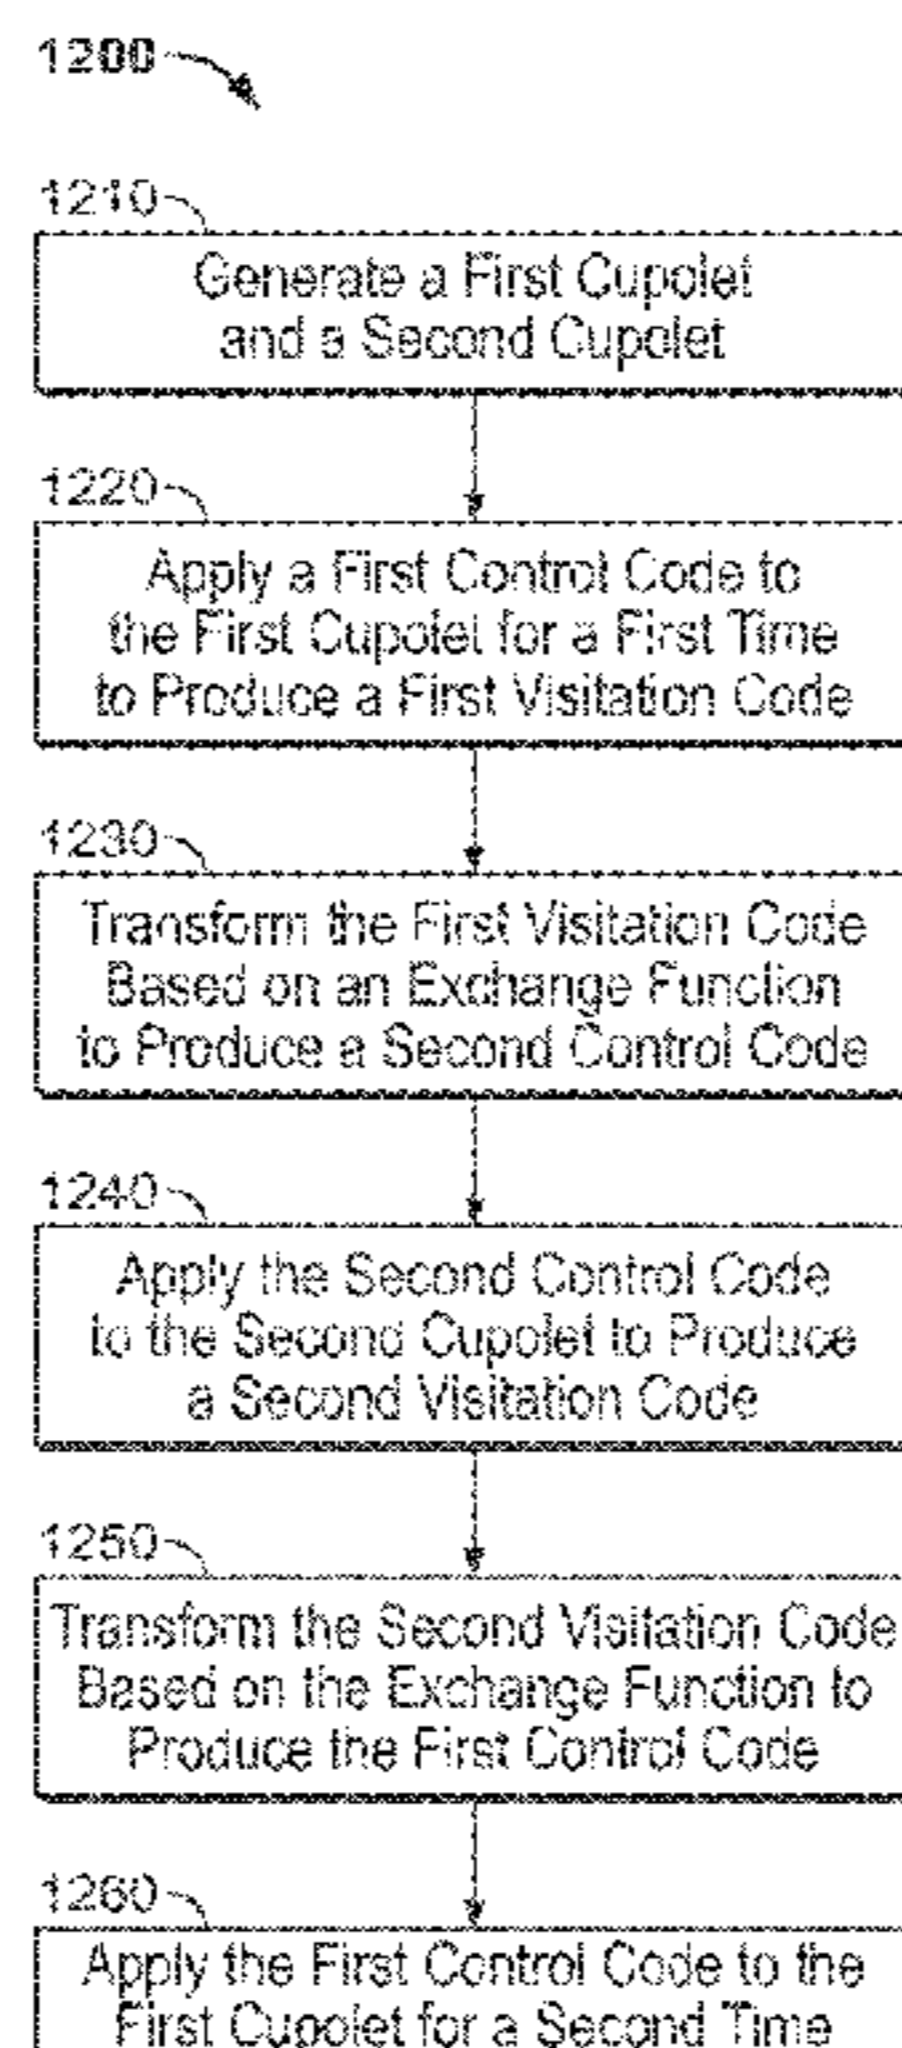 1200
1210
Generate a First Cupolet
and a Second Cupolet
1220
Apply a First Control Code to
the First Cupolet for a First Time
to Produce a First Visitation Code
1230
Transform the First Visitation Code
Based on an Exchange Function
to Produce a Second Control Code
1240
Apply the Second Control Code
to the Second Cupolet to Produce
a Second Visitation Code
1250
Transform the Second Visitation Code
Based on the Exchange Function to
Produce the First Control Code
1260
Apply the First Control Code to the
First Cupolet for a Second Time